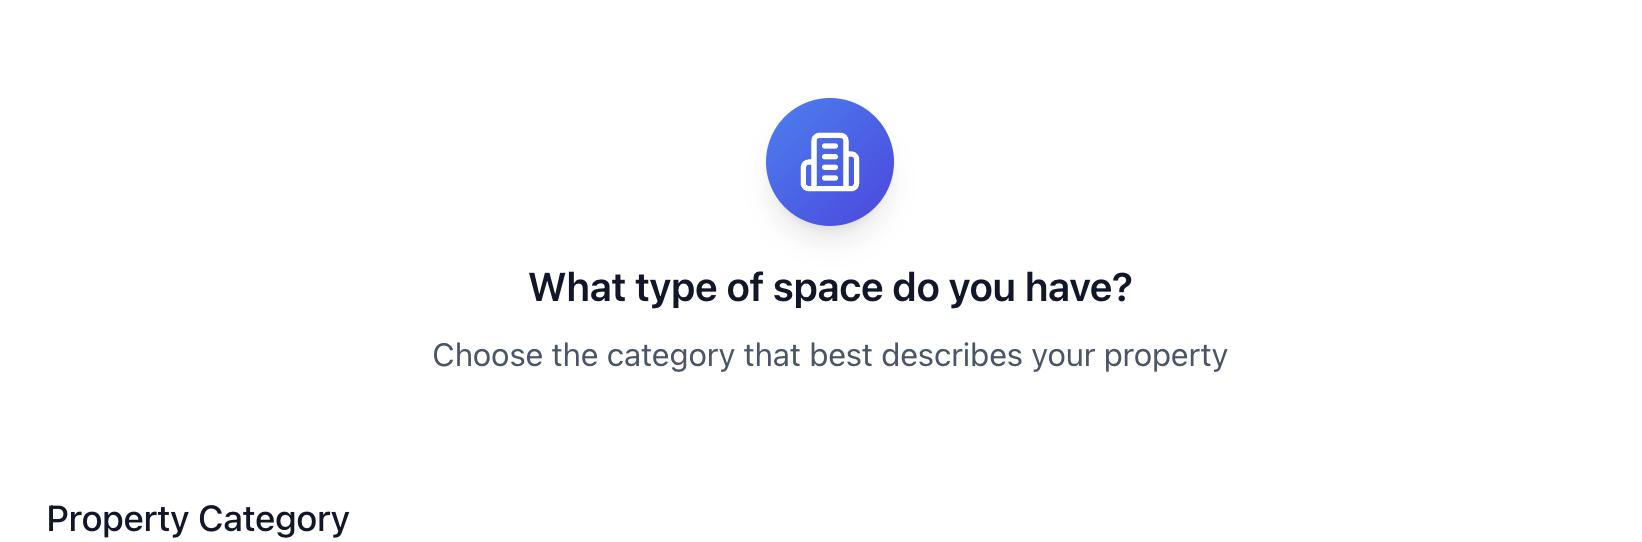 What type of space do you have?
Choose the category that best describes your property
Property Category